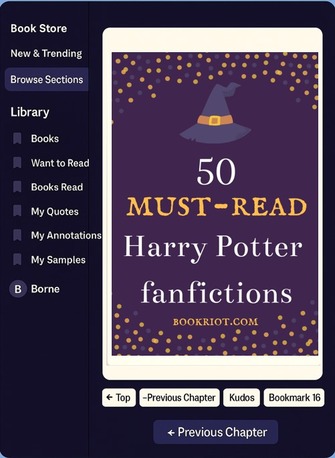 Book Store
New & Trending
Browse Sections
Library
Books
Want to Read
Books Read
My Quotes
My Annotations
My Samples
B Borne
50
MUST-READ
Harry Potter
fanfictions
BOOKRIOT.COM
← Top
–Previous Chapter
Kudos
Bookmark 16
← Previous Chapter